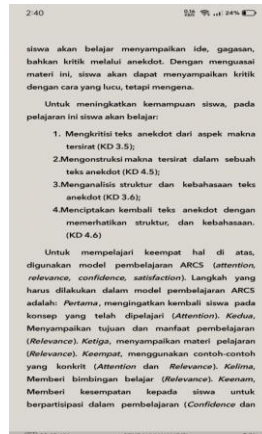 2:40
24%
siswa akan belajar menyampaikan ide, gagasan,
bahkan kritik melalui anekdot. Dengan menguasai
materi ini, siswa akan dapat menyampaikan kritik
dengan cara yang lucu, tetapi mengena.
Untuk meningkatkan kemampuan siswa, pada
pelajaran ini siswa akan belajar:
1. Mengkritisi teks anekdot dari aspek makna
tersirat (KD 3.5);
2.Mengonstruksi makna tersirat dalam sebuah
teks anekdot (KD 4.5);
3.Menganalisis struktur dan kebahasaan teks
anekdot (KD 3.6);
4.Menciptakan kembali teks anekdot dengan
memerhatikan struktur, dan kebahasaan.
(KD 4.6)
Untuk mempelajari keempat hal di atas,
digunakan model pembelajaran ARCS (attention,
relevance, confidence, satisfaction). Langkah yang
harus dilakukan dalam model pembelajaran ARCS
adalah: Pertama, mengingatkan kembali siswa pada
konsep yang telah dipelajari (Attention). Kedua,
Menyampaikan tujuan dan manfaat pembelajaran
(Relevance). Ketiga, menyampaikan materi pelajaran
(Relevance). Keempat, menggunakan contoh-contoh
yang konkrit (Attention dan Relevance). Kelima,
Memberi bimbingan belajar (Relevance). Keenam,
Memberi kesempatan kepada siswa untuk
berpartisipasi dalam pembelajaran (Confidence dan